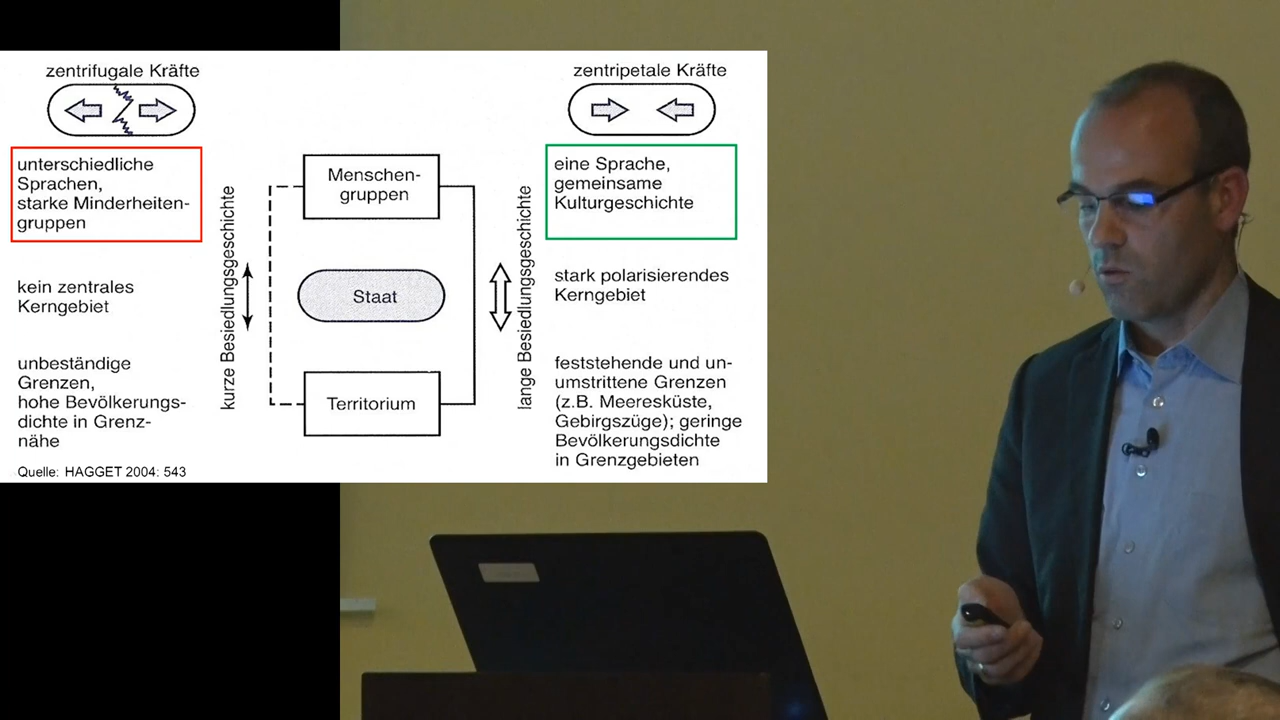 zentrifugale Kräfte
unterschiedliche
Sprachen,
starke Minderheiten-
gruppen
kein zentrales
Kerngebiet
unbeständige
Grenzen,
hohe Bevölkerungs-
dichte in Grenz-
nähe
Quelle: HAGGET 2004: 543
kurze Besiedlungsgeschichte
Menschen-
gruppen
Staat
Territorium
lange Besiedlungsgeschichte
zentripetale Kräfte
eine Sprache,
gemeinsame
Kulturgeschichte
stark polarisierendes
Kerngebiet
feststehende und un-
umstrittene Grenzen
(z.B. Meeresküste,
Gebirgszüge); geringe
Bevölkerungsdichte
in Grenzgebieten